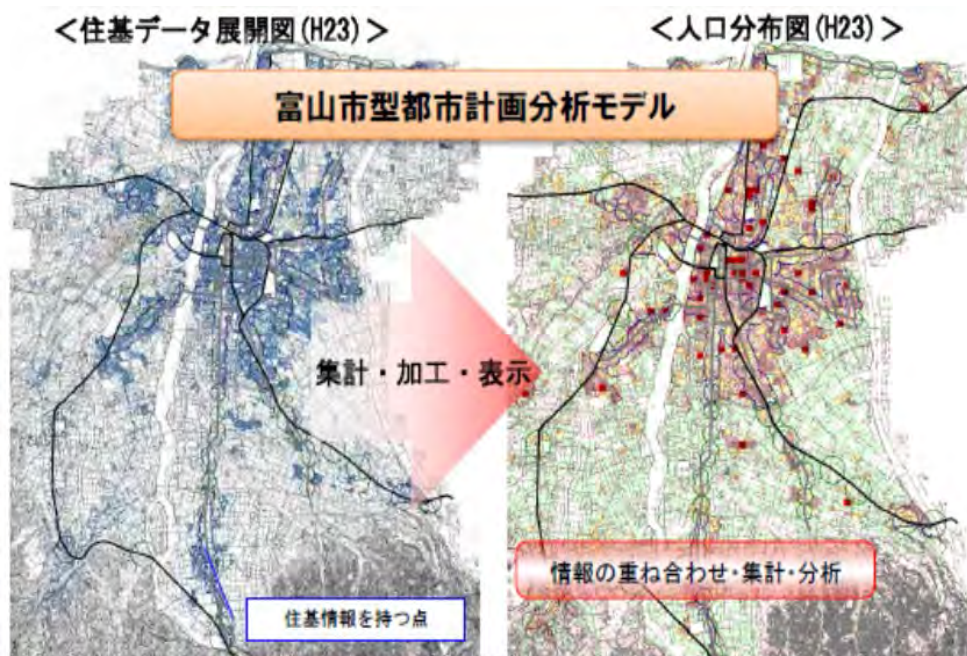 ＜住基データ展開図(H23)＞
＜人口分布図(H23)＞
富山市型都市計画分析モデル
集計・加工・表示
情報の重ね合わせ・集計・分析
住基情報を持つ点